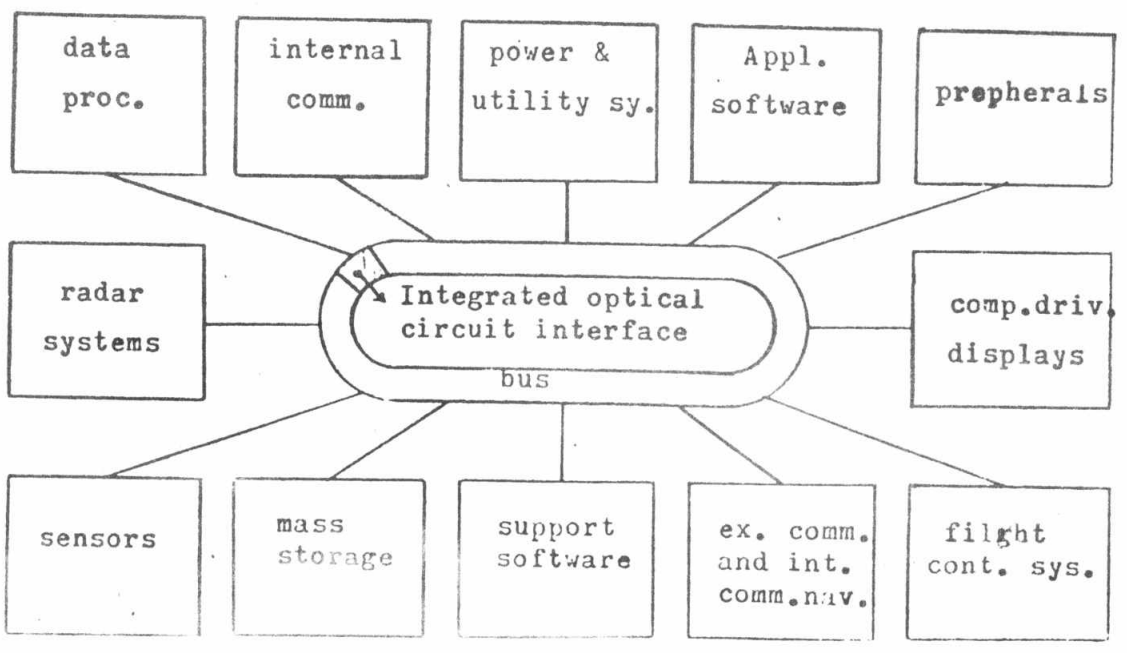 data
proc.
internal
comm.
power &
utility sy.
Appl.
software
prepherals
radar
systems
Integrated optical
circuit interface
bus
comp.driv.
displays
sensors
mass
storage
support
software
ex. comm.
and int.
comm.nav.
filght
cont. sys.